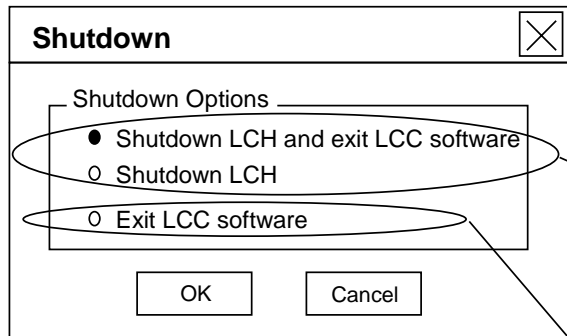 Shutdown
Shutdown Options
Shutdown LCH and exit LCC software
Shutdown LCH
Exit LCC software
OK Cancel